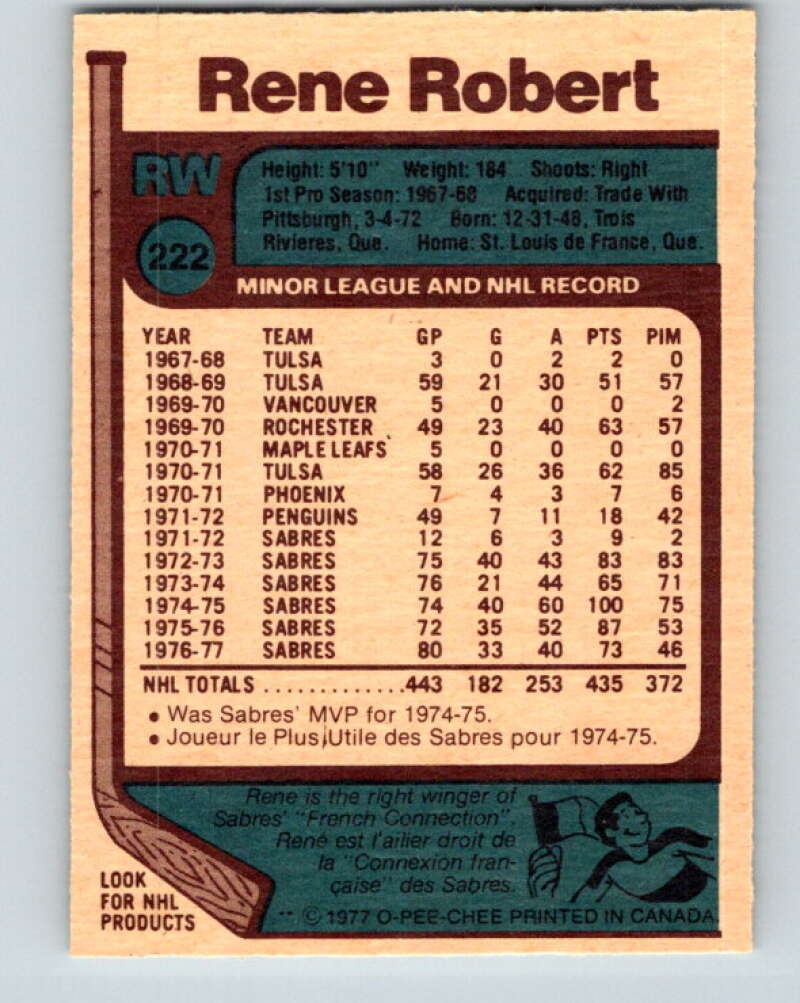 Rene Robert
RW
Height: 5'10" Weight: 184 Shoots: Right
1st Pro Season: 1967-68 Acquired: Trade With
Pittsburgh, 3-4-72 Born: 12-31-48, Trois
Rivieres, Que. Home: St. Louis de France, Que.
222
MINOR LEAGUE AND NHL RECORD
YEAR TEAM GP G A PTS PIM
1967-68 TULSA 3 0 2 2 0
1968-69 TULSA 59 21 30 51 57
1969-70 VANCOUVER 5 0 0 0 2
1969-70 ROCHESTER 49 23 40 63 57
1970-71 MAPLE LEAFS 5 0 0 0 0
1970-71 TULSA 58 26 36 62 85
1970-71 PHOENIX 7 4 3 7 6
1971-72 PENGUINS 49 7 11 18 42
1971-72 SABRES 12 6 3 9 2
1972-73 SABRES 75 40 43 83 83
1973-74 SABRES 76 21 44 65 71
1974-75 SABRES 74 40 60 100 75
1975-76 SABRES 72 35 52 87 53
1976-77 SABRES 80 33 40 73 46
NHL TOTALS.............443 182 253 435 372
• Was Sabres' MVP for 1974-75.
• Joueur le Plus Utile des Sabres pour 1974-75.
Rene is the right winger of
Sabres' "French Connection".
René est l'ailier droit de
la "Connexion fran-
çaise" des Sabres.
LOOK
FOR NHL
PRODUCTS
** © 1977 O-PEE-CHEE PRINTED IN CANADA